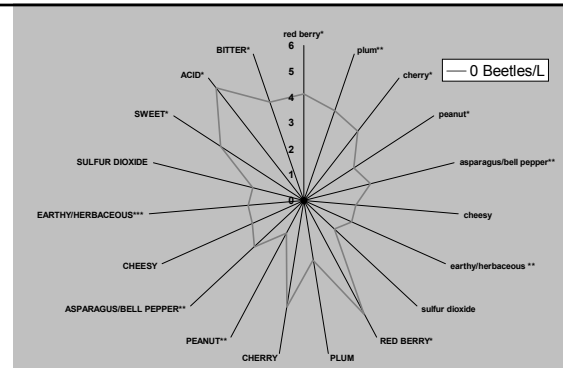 red berry*
plum**
cherry*
peanut*
asparagus/bell pepper**
cheesy
earthy/herbaceous **
sulfur dioxide
RED BERRY*
PLUM
CHERRY
PEANUT**
ASPARAGUS/BELL PEPPER**
CHEESY
EARTHY/HERBACEOUS***
SULFUR DIOXIDE
SWEET*
ACID*
BITTER*
6
5
4
3
2
1
0
0 Beetles/L